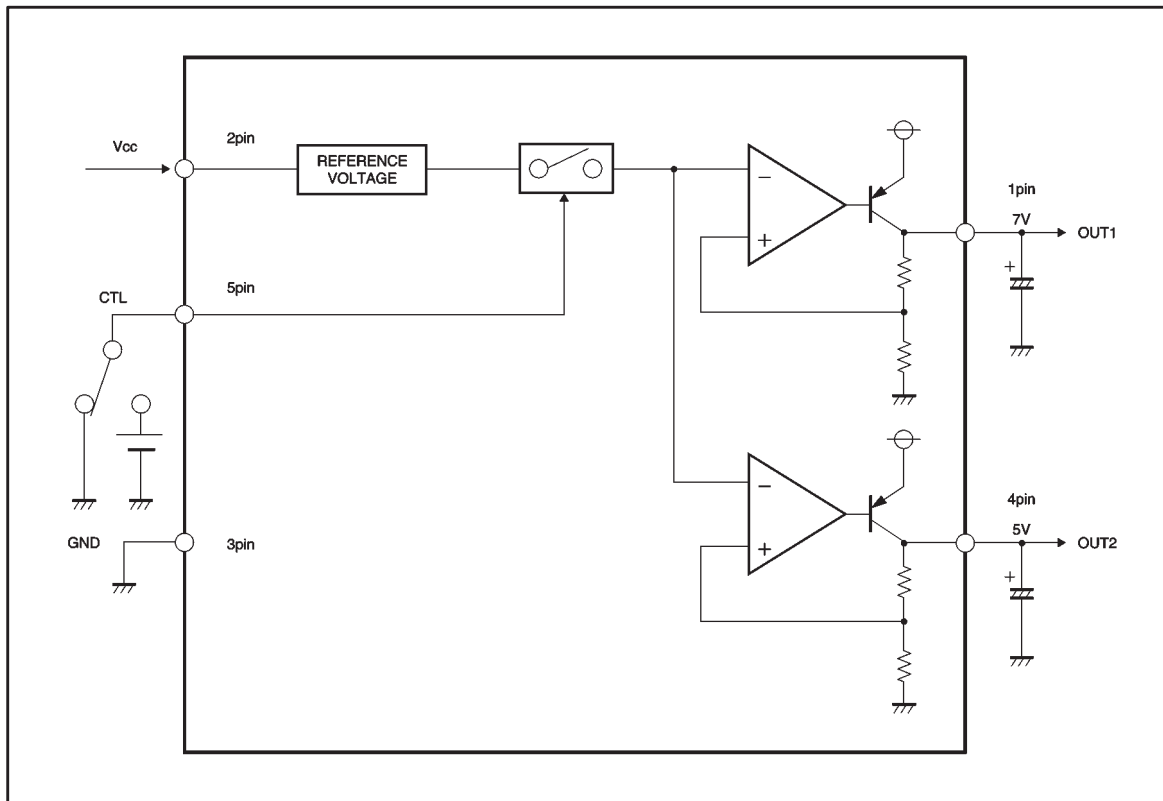 Vcc
2pin
REFERENCE
VOLTAGE
−
+
1pin
7V
OUT1
+
CTL
5pin
GND
3pin
−
+
4pin
5V
OUT2
+